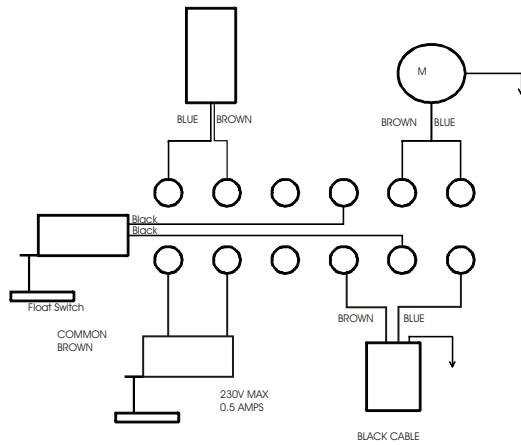 M
BLUE
BROWN
BROWN
BLUE
Black
Black
Float Switch
COMMON
BROWN
BROWN
BLUE
230V MAX
0.5 AMPS
BLACK CABLE